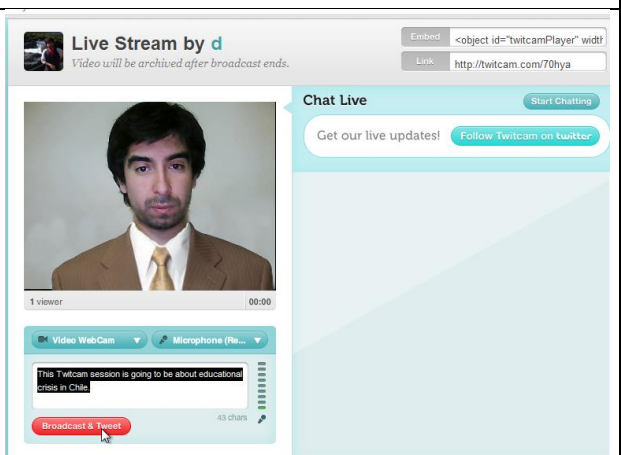 Live Stream by d
Video will be archived after broadcast ends.
Embed <object id="twitcamPlayer" widtl
Link http://twitcam.com/70hya
Chat Live
Start Chatting
Get our live updates! Follow Twitcam on twitter
1 viewer 00:00
Video WebCam Microphone (Re...
This Twitcam session is going to be about educational
crisis in Chile.
43 chars
Broadcast & Tweet